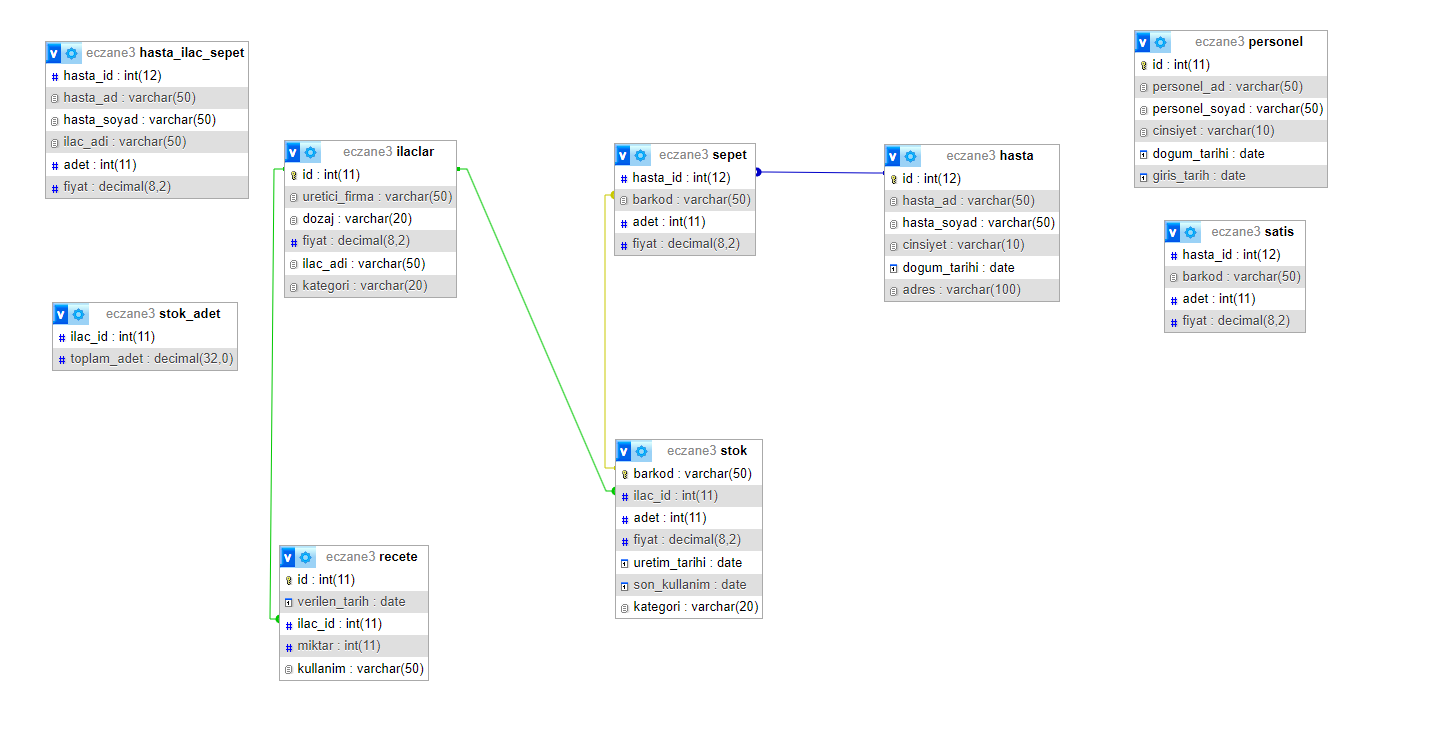 v eczane3 hasta_ilac_sepet
# hasta_id : int(12)
hasta_ad : varchar(50)
hasta_soyad : varchar(50)
ilac_adi : varchar(50)
# adet : int(11)
# fiyat : decimal(8,2)
v eczane3 stok_adet
# ilac_id : int(11)
# toplam_adet : decimal(32,0)
v eczane3 ilaclar
id : int(11)
uretici_firma : varchar(50)
dozaj : varchar(20)
# fiyat : decimal(8,2)
ilac_adi : varchar(50)
kategori : varchar(20)
v eczane3 recete
id : int(11)
verilen_tarih : date
# ilac_id : int(11)
# miktar : int(11)
kullanim : varchar(50)
v eczane3 sepet
# hasta_id : int(12)
barkod : varchar(50)
# adet : int(11)
# fiyat : decimal(8,2)
v eczane3 stok
barkod : varchar(50)
# ilac_id : int(11)
# adet : int(11)
# fiyat : decimal(8,2)
uretim_tarihi : date
son_kullanim : date
kategori : varchar(20)
v eczane3 hasta
id : int(12)
hasta_ad : varchar(50)
hasta_soyad : varchar(50)
cinsiyet : varchar(10)
dogum_tarihi : date
adres : varchar(100)
v eczane3 personel
id : int(11)
personel_ad : varchar(50)
personel_soyad : varchar(50)
cinsiyet : varchar(10)
dogum_tarihi : date
giris_tarih : date
v eczane3 satis
# hasta_id : int(12)
barkod : varchar(50)
# adet : int(11)
# fiyat : decimal(8,2)